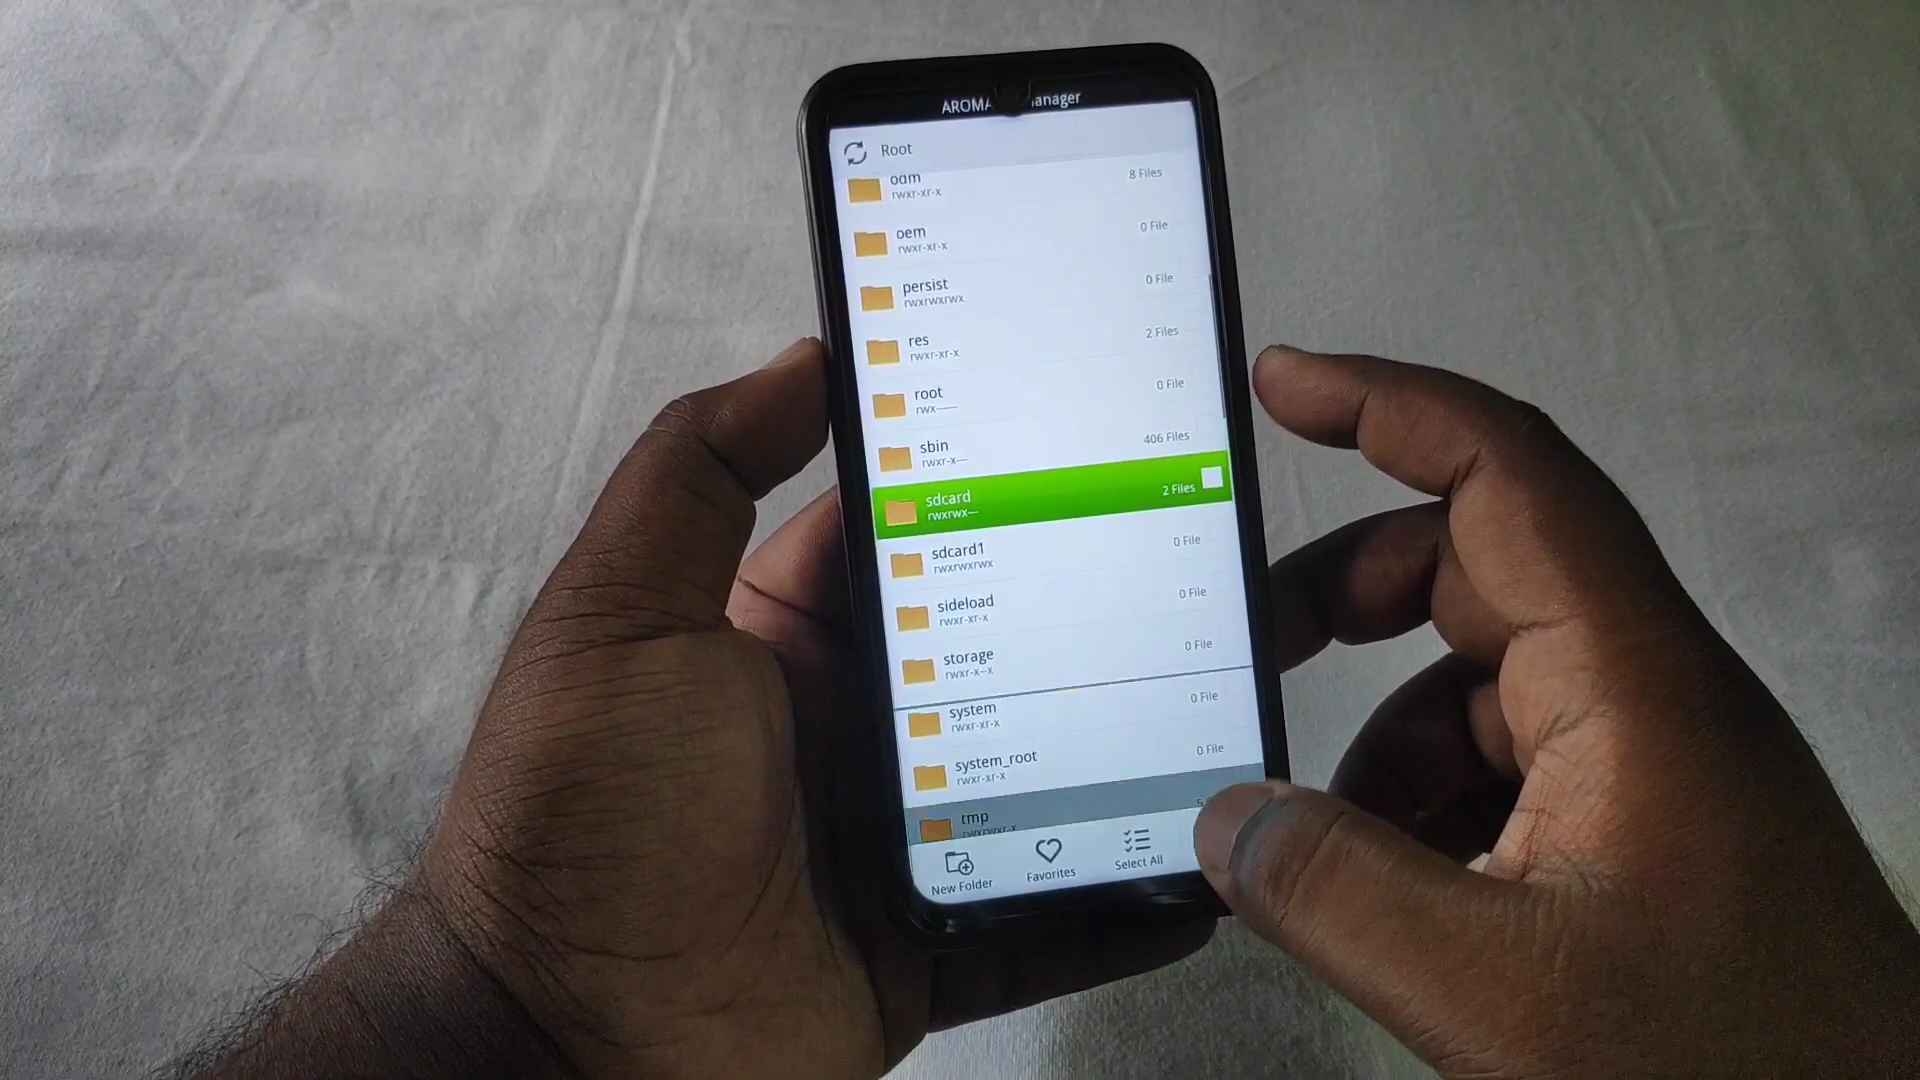 AROMA anager
Root
odm 8 Files
rwxr-xr-x
oem 0 File
rwxr-xr-x
persist 0 File
rwxrwxrwx
res 2 Files
rwxr-xr-x
root 0 File
rwx------
sbin 406 Files
rwxr-x---
sdcard 2 Files
rwxrwx---
sdcard1 0 File
rwxrwxrwx
sideload 0 File
rwxr-xr-x
storage 0 File
rwxr-x--x
system 0 File
rwxr-xr-x
system_root 0 File
rwxr-xr-x
tmp 5
rwxrwxr-x
New Folder Favorites Select All